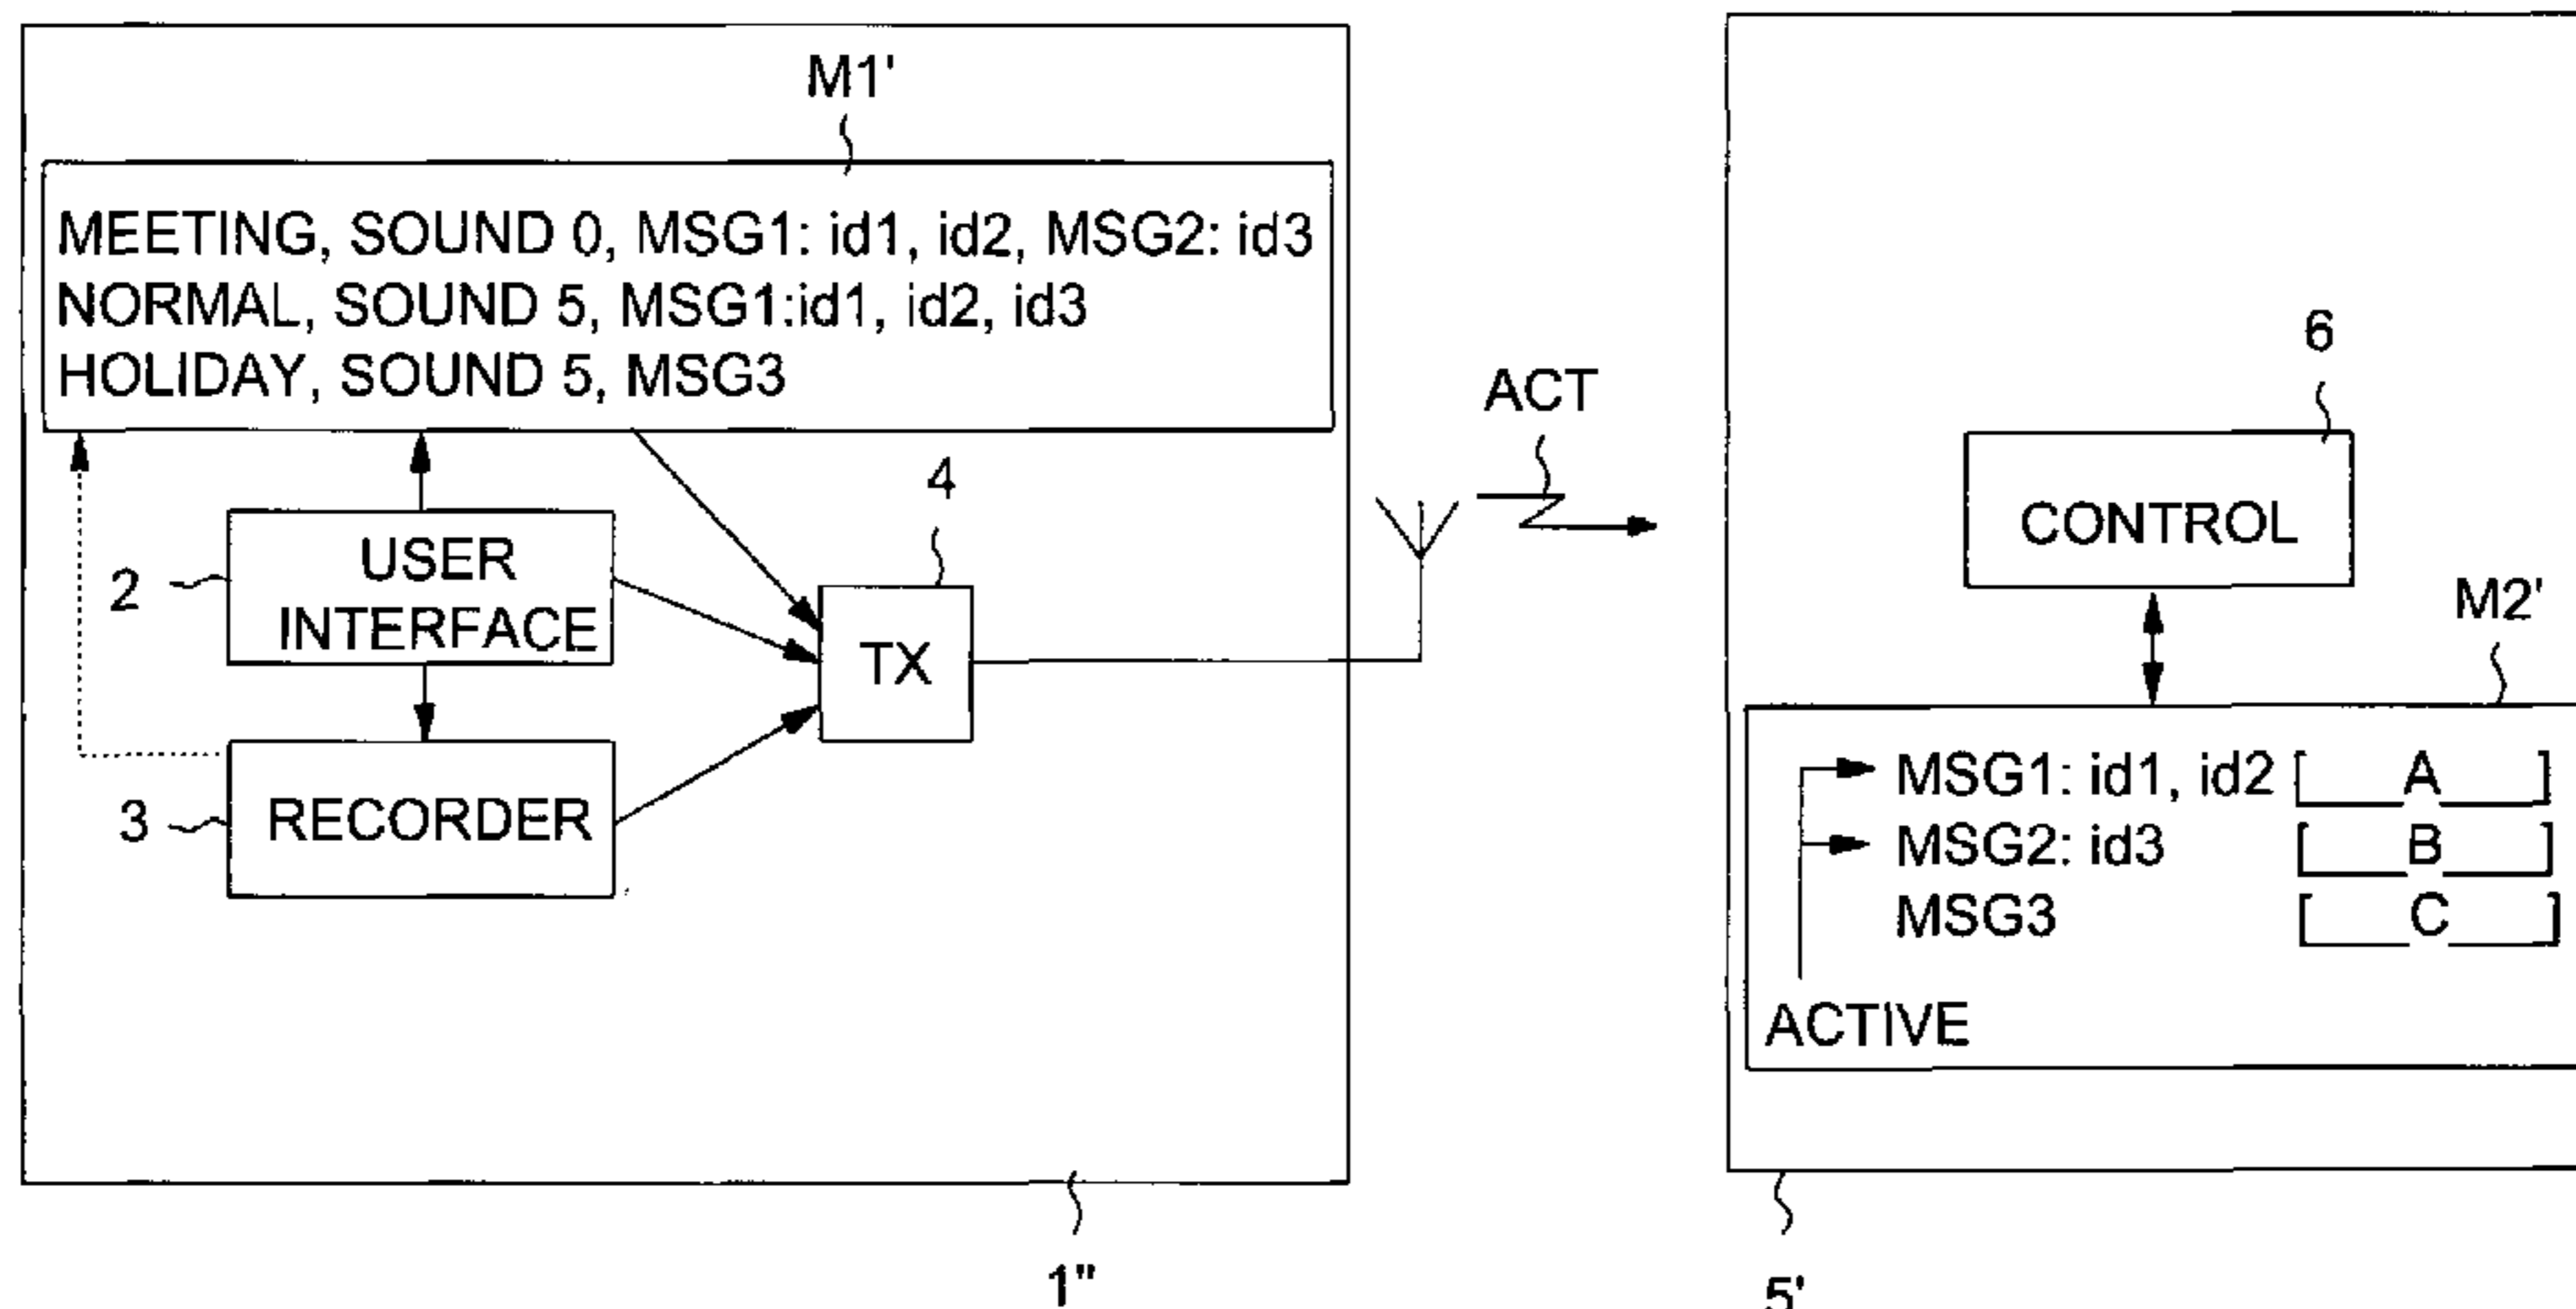 M1'
MEETING, SOUND 0, MSG1: id1, id2, MSG2: id3
NORMAL, SOUND 5, MSG1:id1, id2, id3
HOLIDAY, SOUND 5, MSG3
2
USER
INTERFACE
3
RECORDER
4
TX
1"
ACT
6
CONTROL
M2'
MSG1: id1, id2 [ A ]
MSG2: id3 [ B ]
MSG3 [ C ]
ACTIVE
5'